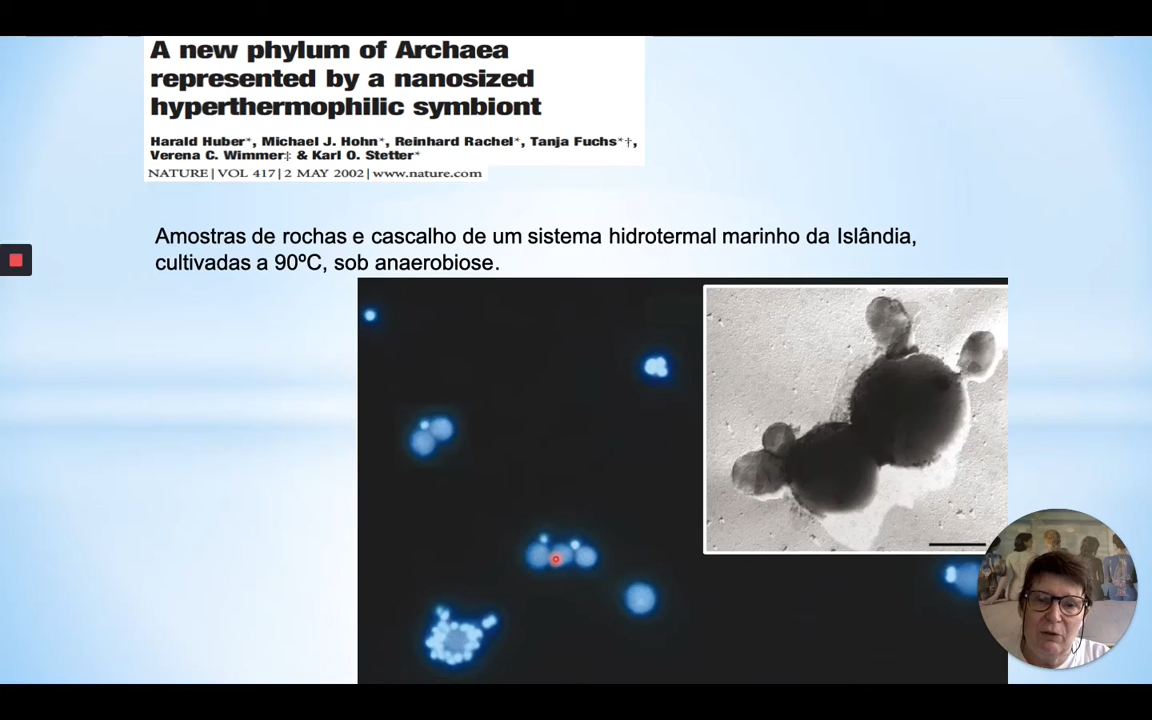 A new phylum of Archaea
represented by a nanosized
hyperthermophilic symbiont
Harald Huber*, Michael J. Hohn*, Reinhard Rachel*, Tanja Fuchs*†,
Verena C. Wimmer‡ & Karl O. Stetter*
NATURE | VOL 417 | 2 MAY 2002 | www.nature.com
Amostras de rochas e cascalho de um sistema hidrotermal marinho da Islândia,
cultivadas a 90ºC, sob anaerobiose.